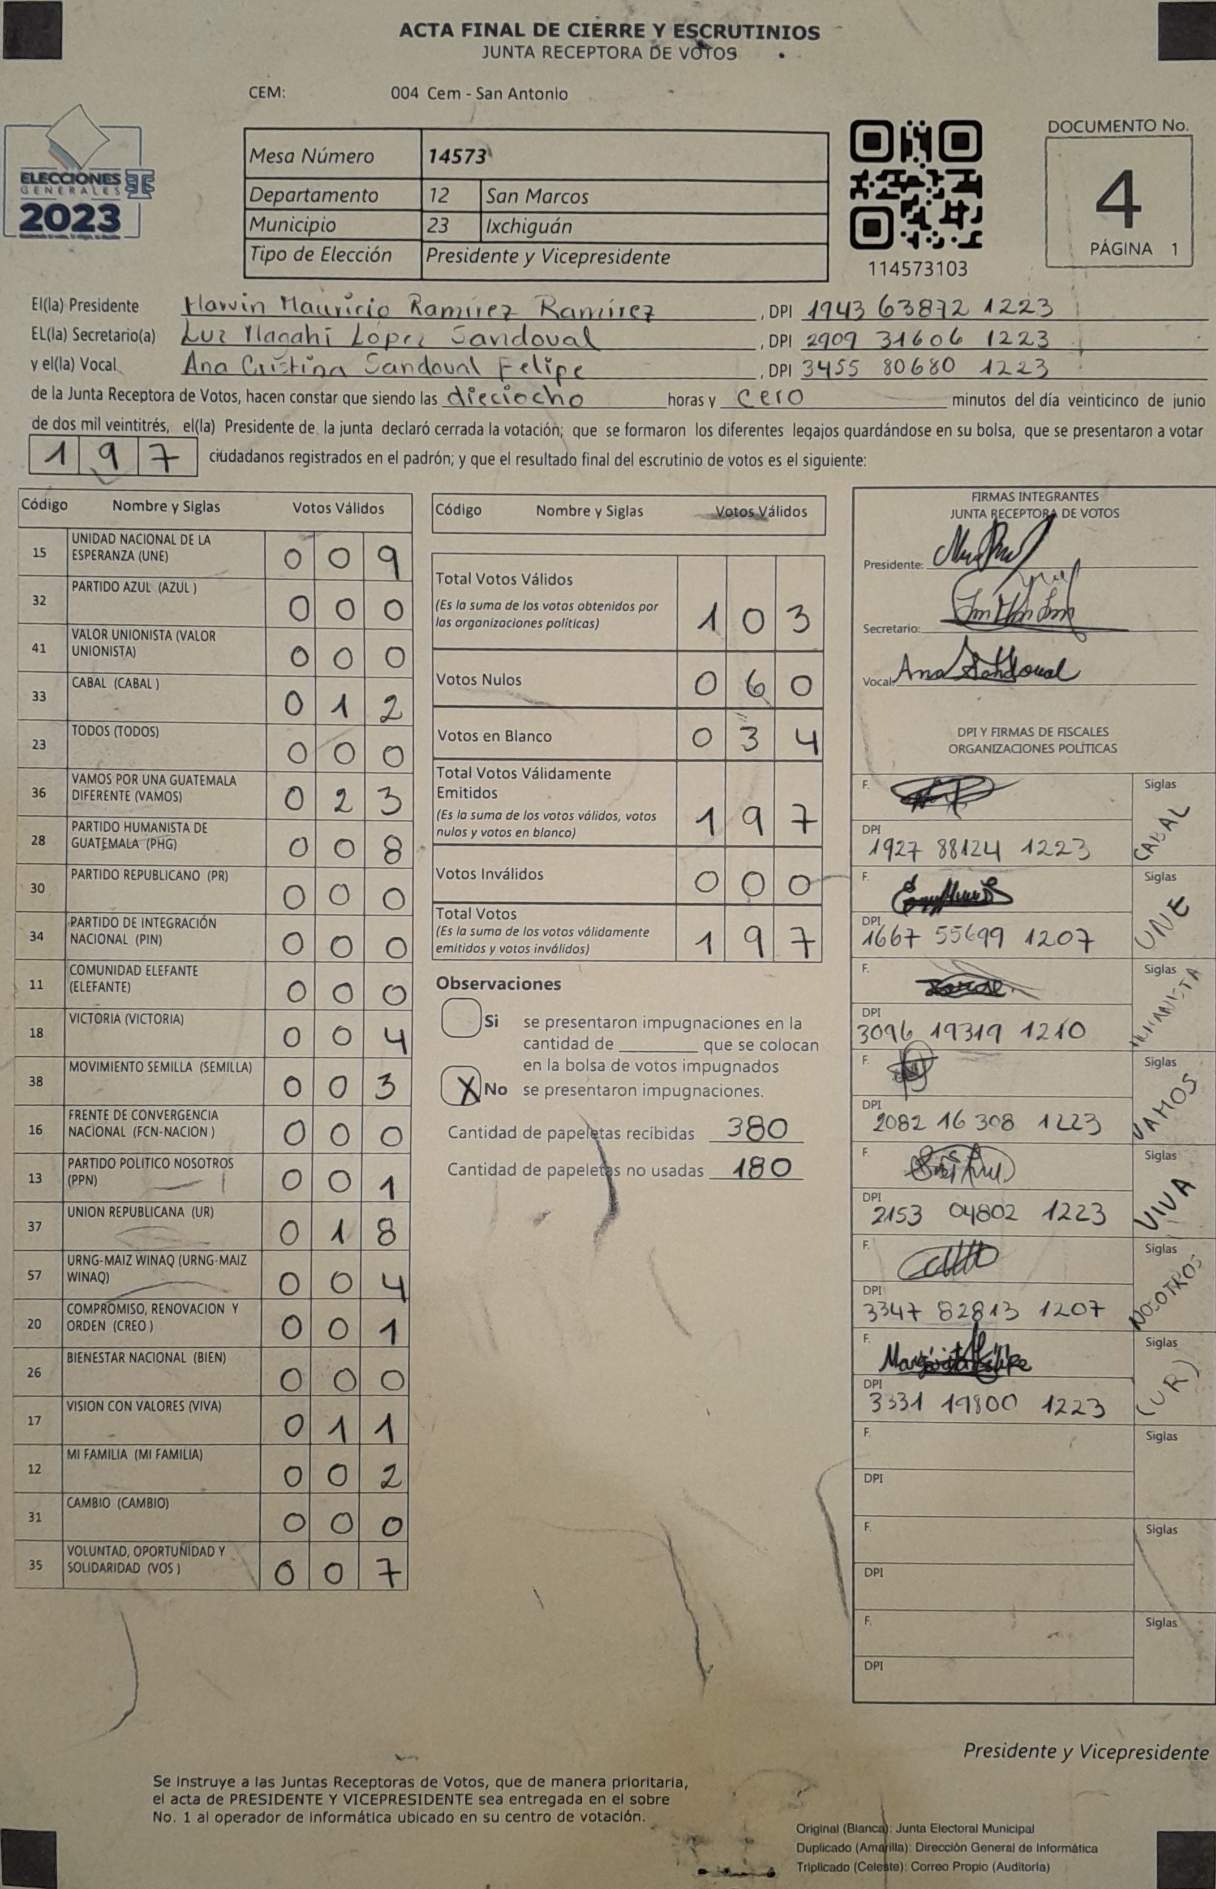 ACTA FINAL DE CIERRE Y ESCRUTINIOS
JUNTA RECEPTORA DE VOTOS
CEM: 004 Cem - San Antonio
ELECCIONES
GENERALES
2023
Mesa Número 14573
Departamento 12 San Marcos
Municipio 23 Ixchiguán
Tipo de Elección Presidente y Vicepresidente
114573103
DOCUMENTO No.
4
PÁGINA 1
El(la) Presidente Marvin Mauricio Ramírez Ramírez, DPI 1943 63872 1223
EL(la) Secretario(a) Luz Magahi López Sandoval, DPI 2909 31606 1223
y el(la) Vocal Ana Cristina Sandoval Felipe, DPI 3455 80680 1223
de la Junta Receptora de Votos, hacen constar que siendo las dieciocho horas y cero minutos del día veinticinco de junio
de dos mil veintitrés, el(la) Presidente de la junta declaró cerrada la votación; que se formaron los diferentes legajos guardándose en su bolsa, que se presentaron a votar
1 9 7 ciudadanos registrados en el padrón; y que el resultado final del escrutinio de votos es el siguiente:
Código Nombre y Siglas Votos Válidos
15 UNIDAD NACIONAL DE LA ESPERANZA (UNE) 0 0 9
32 PARTIDO AZUL (AZUL ) 0 0 0
41 VALOR UNIONISTA (VALOR UNIONISTA) 0 0 0
33 CABAL (CABAL ) 0 1 2
23 TODOS (TODOS) 0 0 0
36 VAMOS POR UNA GUATEMALA DIFERENTE (VAMOS) 0 2 3
28 PARTIDO HUMANISTA DE GUATEMALA (PHG) 0 0 8
30 PARTIDO REPUBLICANO (PR) 0 0 0
34 PARTIDO DE INTEGRACIÓN NACIONAL (PIN) 0 0 0
11 COMUNIDAD ELEFANTE (ELEFANTE) 0 0 0
18 VICTORIA (VICTORIA) 0 0 4
38 MOVIMIENTO SEMILLA (SEMILLA) 0 0 3
16 FRENTE DE CONVERGENCIA NACIONAL (FCN-NACION ) 0 0 0
13 PARTIDO POLITICO NOSOTROS (PPN) 0 0 1
37 UNION REPUBLICANA (UR) 0 1 8
57 URNG-MAIZ WINAQ (URNG-MAIZ WINAQ) 0 0 4
20 COMPROMISO, RENOVACION Y ORDEN (CREO ) 0 0 1
26 BIENESTAR NACIONAL (BIEN) 0 0 0
17 VISION CON VALORES (VIVA) 0 1 1
12 MI FAMILIA (MI FAMILIA) 0 0 2
31 CAMBIO (CAMBIO) 0 0 0
35 VOLUNTAD, OPORTUNIDAD Y SOLIDARIDAD (VOS ) 0 0 7
Código Nombre y Siglas Votos Válidos
Total Votos Válidos
(Es la suma de los votos obtenidos por
las organizaciones políticas) 1 0 3
Votos Nulos 0 6 0
Votos en Blanco 0 3 4
Total Votos Válidamente
Emitidos
(Es la suma de los votos válidos, votos
nulos y votos en blanco) 1 9 7
Votos Inválidos 0 0 0
Total Votos
(Es la suma de los votos válidamente
emitidos y votos inválidos) 1 9 7
Observaciones
Si se presentaron impugnaciones en la
cantidad de ________ que se colocan
en la bolsa de votos impugnados
X No se presentaron impugnaciones.
Cantidad de papeletas recibidas 380
Cantidad de papeletas no usadas 180
FIRMAS INTEGRANTES
JUNTA RECEPTORA DE VOTOS
Presidente:
Secretario:
Vocal: Ana Sandoval
DPI Y FIRMAS DE FISCALES
ORGANIZACIONES POLÍTICAS
F. Siglas CABAL
DPI 1927 88124 1223
F. Siglas UNE
DPI 1667 55699 1207
F. Siglas HUMANISTA
DPI 3096 19319 1210
F. Siglas VAMOS
DPI 2082 16 308 1223
F. Siglas VIVA
DPI 2153 04802 1223
F. Siglas NOSOTROS
DPI 3347 82813 1207
F. Siglas (UR)
DPI 3331 19800 1223
F. Siglas
DPI
F. Siglas
DPI
F. Siglas
DPI
Presidente y Vicepresidente
Se instruye a las Juntas Receptoras de Votos, que de manera prioritaria,
el acta de PRESIDENTE Y VICEPRESIDENTE sea entregada en el sobre
No. 1 al operador de informática ubicado en su centro de votación.
Original (Blanca): Junta Electoral Municipal
Duplicado (Amarilla): Dirección General de Informática
Triplicado (Celeste): Correo Propio (Auditoría)